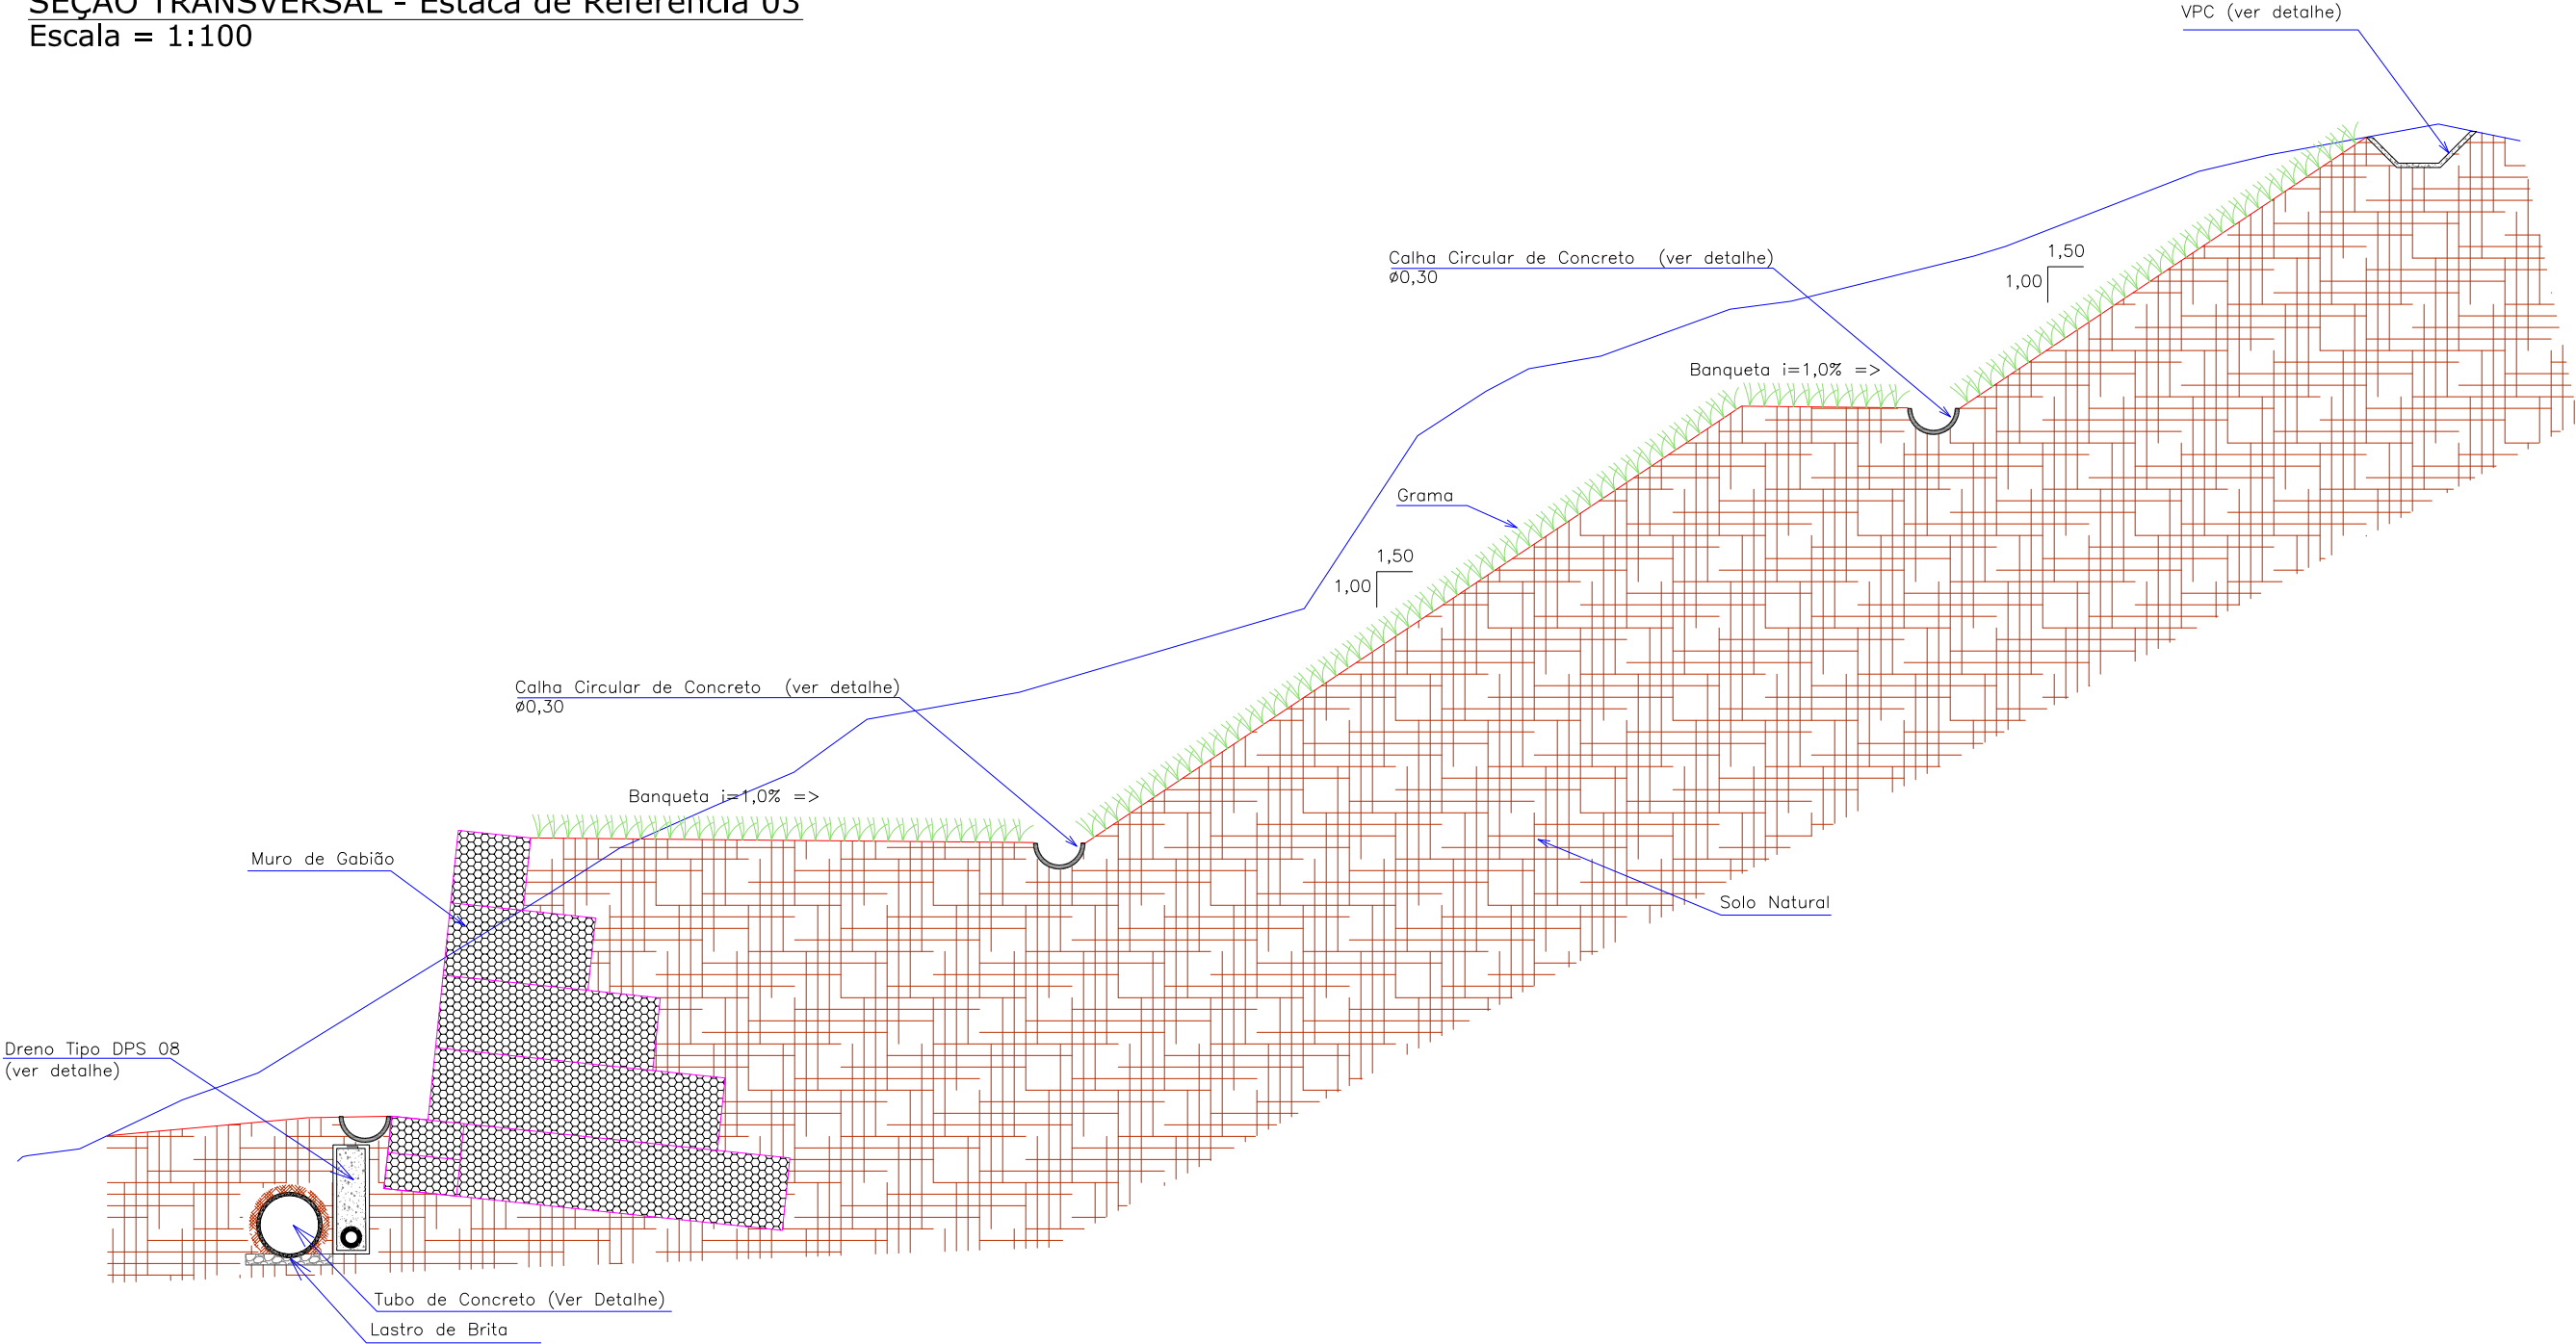 SEÇÃO TRANSVERSAL - Estaca de Referência 03
Escala = 1:100
VPC (ver detalhe)
Calha Circular de Concreto (ver detalhe)
ø0,30
1,50
1,00
Banqueta i=1,0% =>
Grama
1,50
1,00
Calha Circular de Concreto (ver detalhe)
ø0,30
Banqueta i=1,0% =>
Muro de Gabião
Solo Natural
Dreno Tipo DPS 08
(ver detalhe)
Tubo de Concreto (Ver Detalhe)
Lastro de Brita